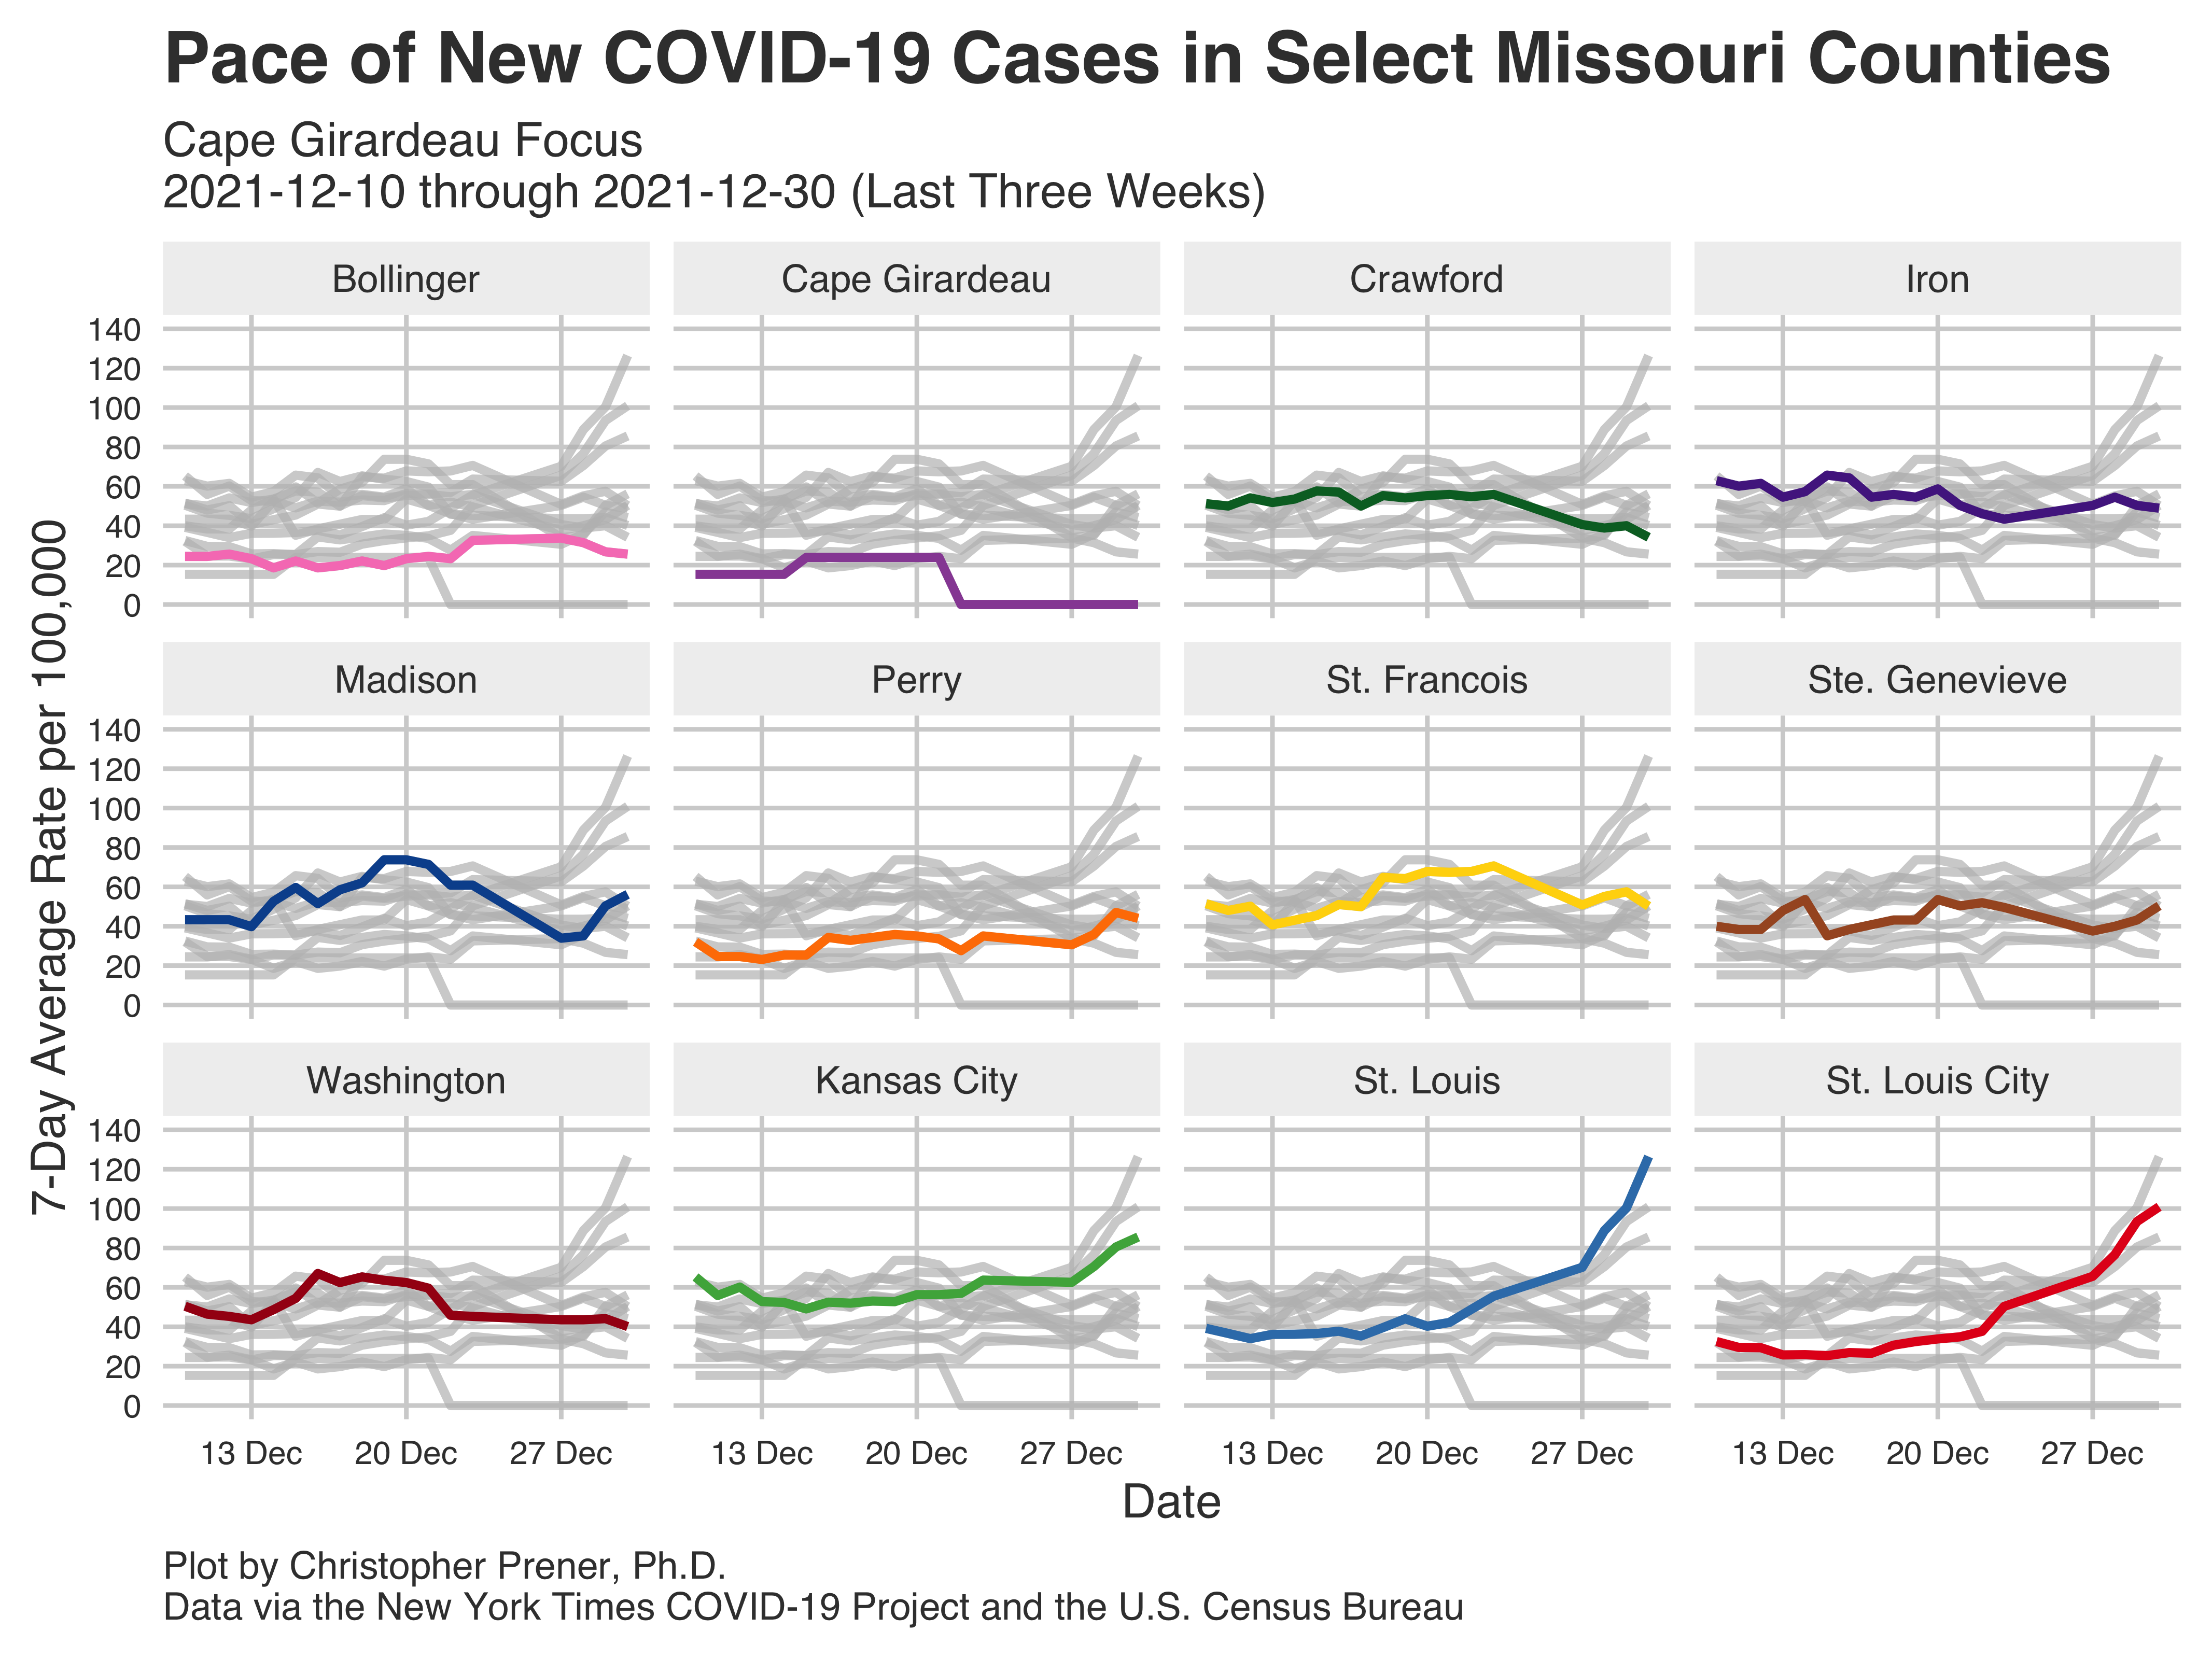 Pace of New COVID-19 Cases in Select Missouri Counties
Cape Girardeau Focus
2021-12-10 through 2021-12-30 (Last Three Weeks)
7-Day Average Rate per 100,000
Bollinger
Cape Girardeau
Crawford
Iron
140
120
100
80
60
40
20
0
Madison
Perry
St. Francois
Ste. Genevieve
140
120
100
80
60
40
20
0
Washington
Kansas City
St. Louis
St. Louis City
140
120
100
80
60
40
20
0
13 Dec
20 Dec
27 Dec
13 Dec
20 Dec
27 Dec
13 Dec
20 Dec
27 Dec
13 Dec
20 Dec
27 Dec
Date
Plot by Christopher Prener, Ph.D.
Data via the New York Times COVID-19 Project and the U.S. Census Bureau